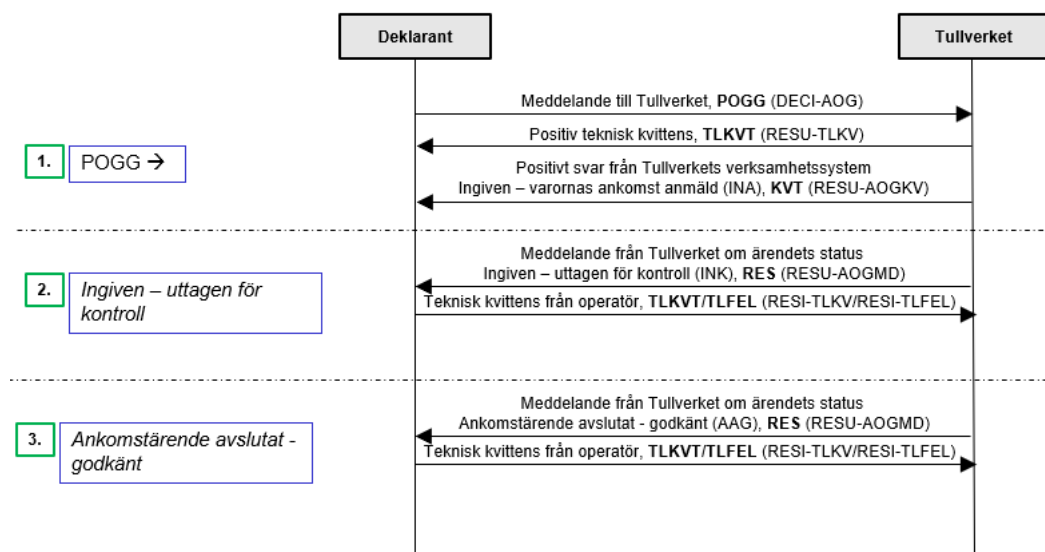 Deklarant
Tullverket
Meddelande till Tullverket, POGG (DECI-AOG)
Positiv teknisk kvittens, TLKVT (RESU-TLKV)
1.
POGG →
Positivt svar från Tullverkets verksamhetssystem
Ingiven – varornas ankomst anmäld (INA), KVT (RESU-AOGKV)
Meddelande från Tullverket om ärendets status
Ingiven – uttagen för kontroll (INK), RES (RESU-AOGMD)
2.
Ingiven – uttagen för
kontroll
Teknisk kvittens från operatör, TLKVT/TLFEL (RESI-TLKV/RESI-TLFEL)
Meddelande från Tullverket om ärendets status
Ankomstärende avslutat - godkänt (AAG), RES (RESU-AOGMD)
3.
Ankomstärende avslutat -
godkänt
Teknisk kvittens från operatör, TLKVT/TLFEL (RESI-TLKV/RESI-TLFEL)